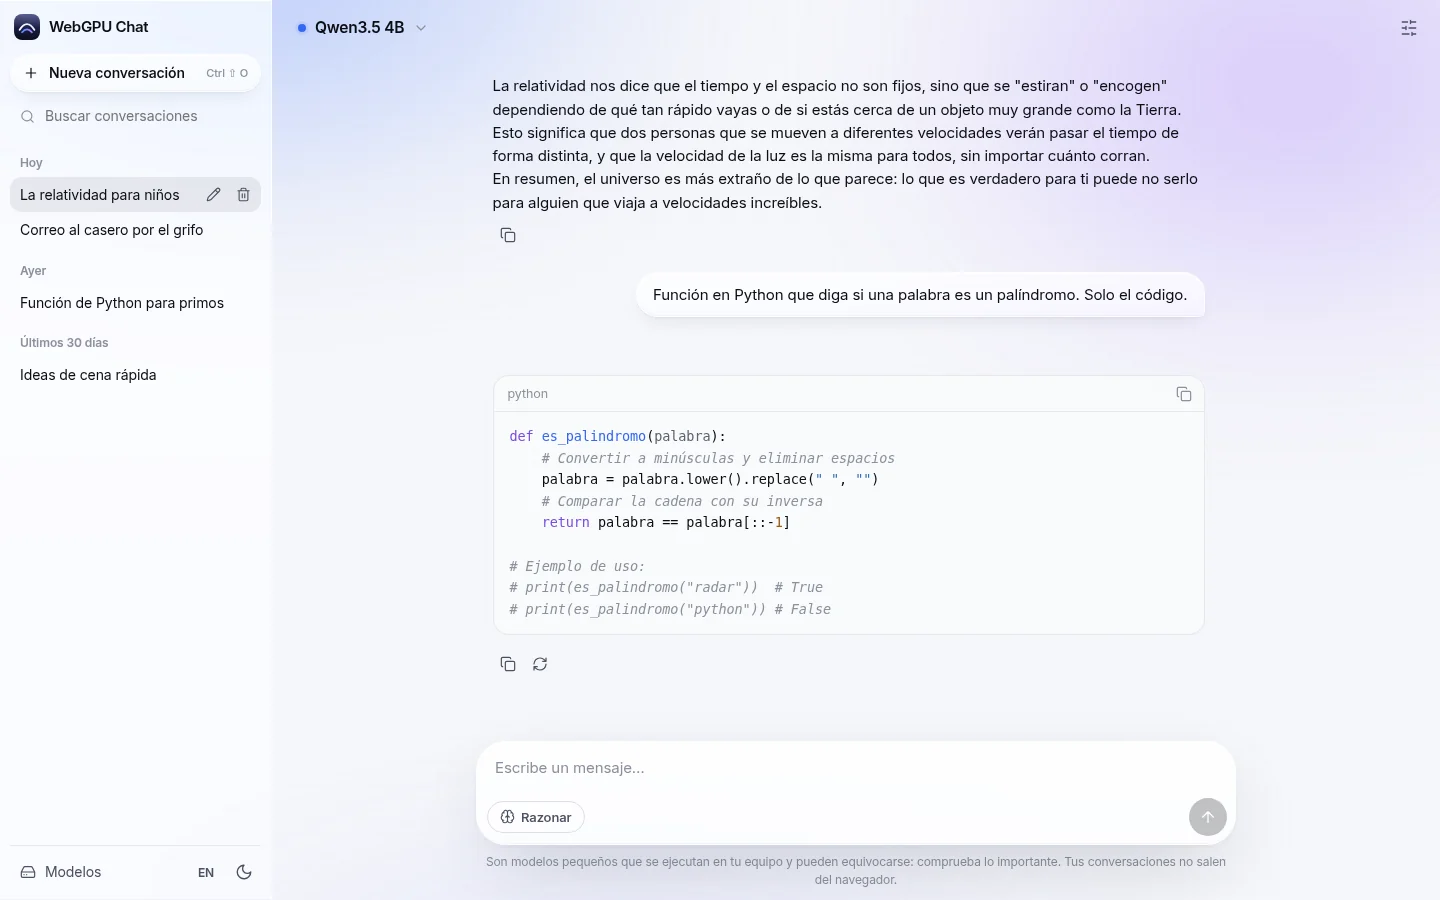 WebGPU Chat
Nueva conversación
Ctrl ⇧ O
Buscar conversaciones
Hoy
La relatividad para niños
Correo al casero por el grifo
Ayer
Función de Python para primos
Últimos 30 días
Ideas de cena rápida
Modelos
EN
Qwen3.5 4B
La relatividad nos dice que el tiempo y el espacio no son fijos, sino que se "estiran" o "encogen"
dependiendo de qué tan rápido vayas o de si estás cerca de un objeto muy grande como la Tierra.
Esto significa que dos personas que se mueven a diferentes velocidades verán pasar el tiempo de
forma distinta, y que la velocidad de la luz es la misma para todos, sin importar cuánto corran.
En resumen, el universo es más extraño de lo que parece: lo que es verdadero para ti puede no serlo
para alguien que viaja a velocidades increíbles.
Función en Python que diga si una palabra es un palíndromo. Solo el código.
python
def es_palindromo(palabra):
    # Convertir a minúsculas y eliminar espacios
    palabra = palabra.lower().replace(" ", "")
    # Comparar la cadena con su inversa
    return palabra == palabra[::-1]
# Ejemplo de uso:
# print(es_palindromo("radar"))  # True
# print(es_palindromo("python")) # False
Escribe un mensaje...
Razonar
Son modelos pequeños que se ejecutan en tu equipo y pueden equivocarse: comprueba lo importante. Tus conversaciones no salen
del navegador.